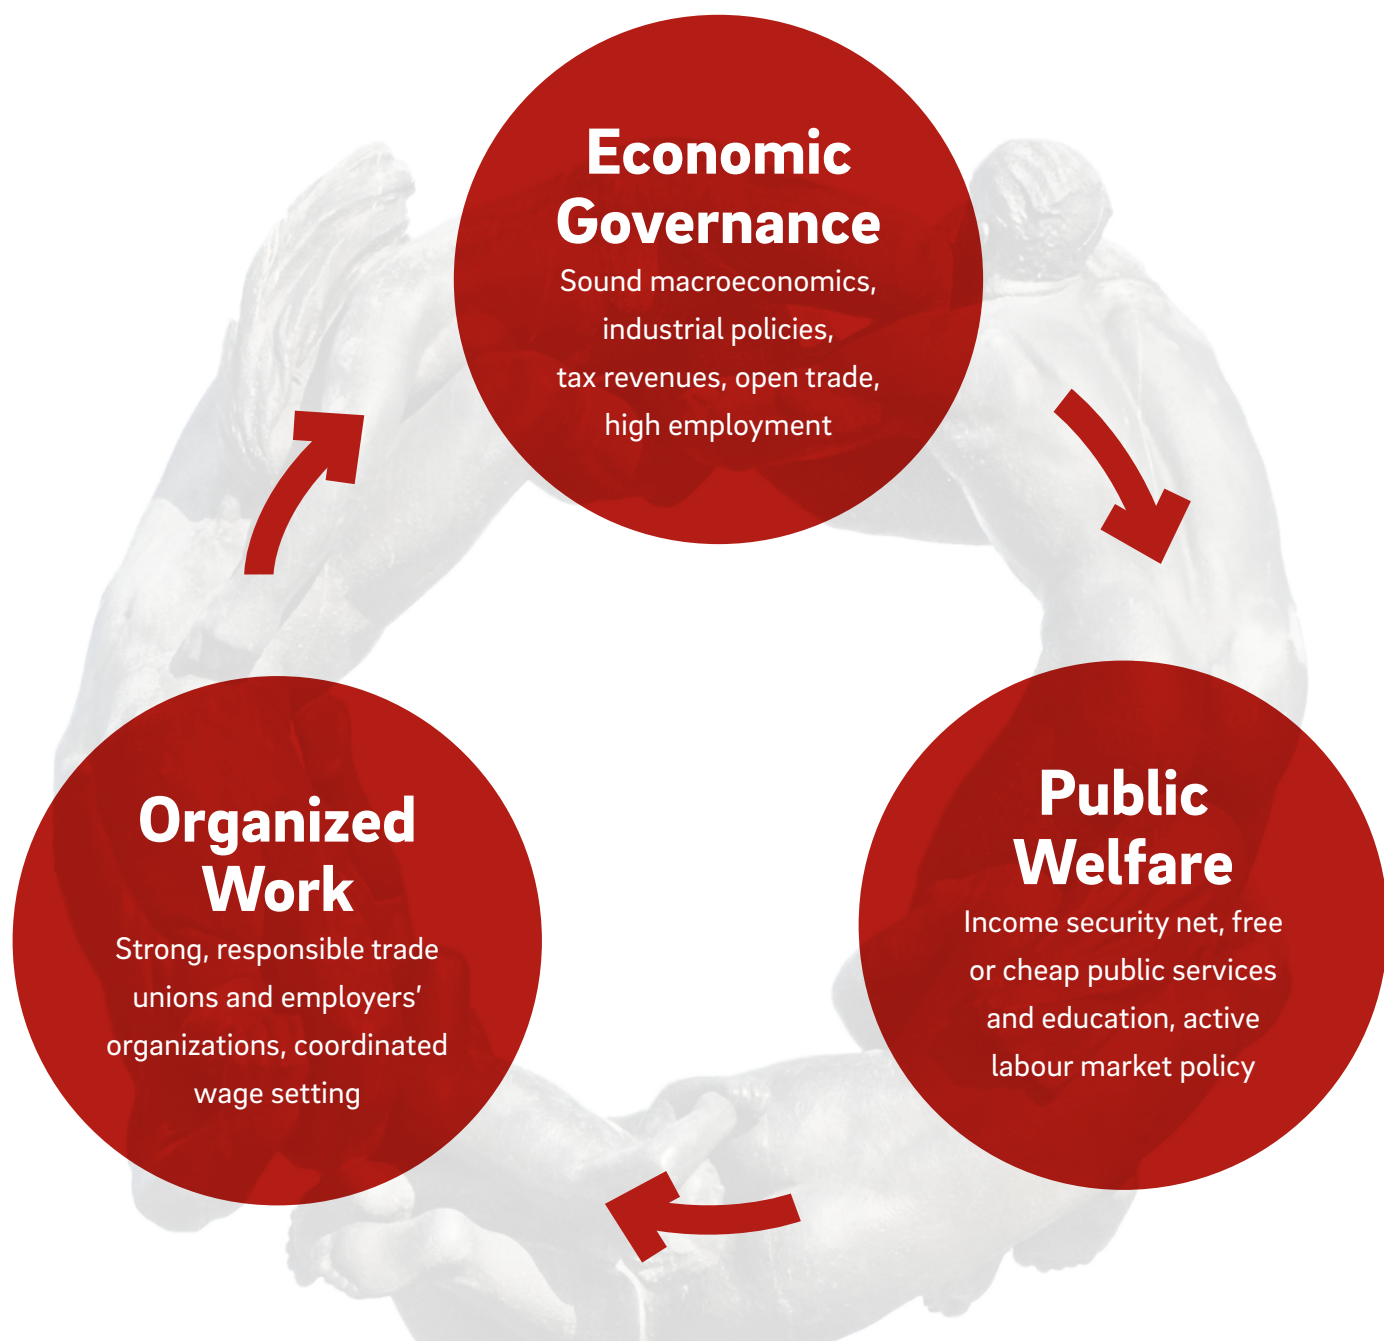 Economic
Governance
Sound macroeconomics,
industrial policies,
tax revenues, open trade,
high employment
Public
Welfare
Income security net, free
or cheap public services
and education, active
labour market policy
Organized
Work
Strong, responsible trade
unions and employers’
organizations, coordinated
wage setting